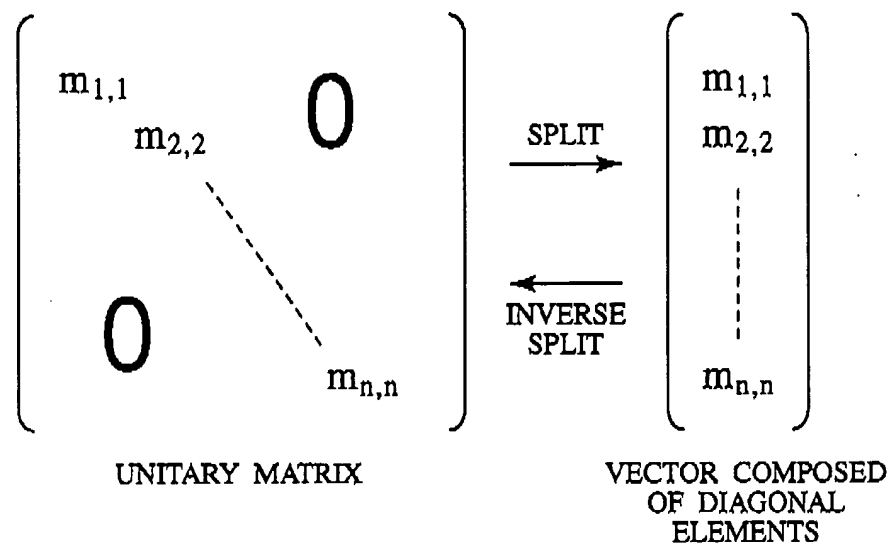 m1,1
0
m2,2
0
mn,n
UNITARY MATRIX
SPLIT
INVERSE
SPLIT
m1,1
m2,2
mn,n
VECTOR COMPOSED
OF DIAGONAL
ELEMENTS